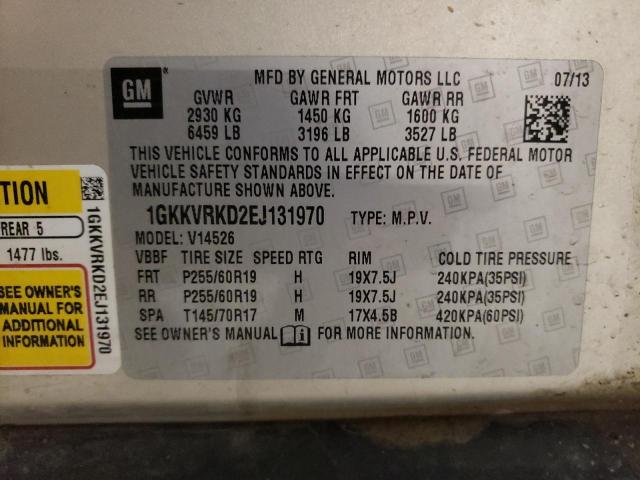 GM ®
MFD BY GENERAL MOTORS LLC 07/13
GVWR GAWR FRT GAWR RR
2930 KG 1450 KG 1600 KG
6459 LB 3196 LB 3527 LB
THIS VEHICLE CONFORMS TO ALL APPLICABLE U.S. FEDERAL MOTOR
VEHICLE SAFETY STANDARDS IN EFFECT ON THE DATE OF
MANUFACTURE SHOWN ABOVE.
1GKKVRKD2EJ131970 TYPE: M.P.V.
MODEL: V14526
VBBF TIRE SIZE SPEED RTG RIM COLD TIRE PRESSURE
FRT P255/60R19 H 19X7.5J 240KPA(35PSI)
RR P255/60R19 H 19X7.5J 240KPA(35PSI)
SPA T145/70R17 M 17X4.5B 420KPA(60PSI)
SEE OWNER'S MANUAL i FOR MORE INFORMATION.
TION
REAR 5
1477 lbs.
SEE OWNER'S
MANUAL FOR
ADDITIONAL
INFORMATION
1GKKVRKD2EJ131970